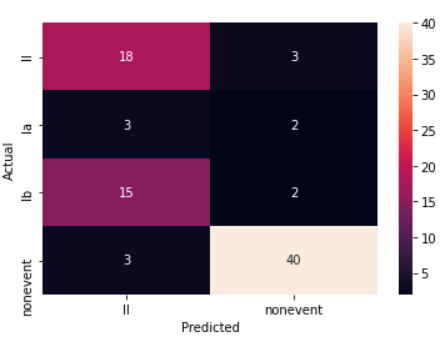 40
II
18
3
35
30
Ia
3
2
25
Actual
20
Ib
15
2
15
10
nonevent
3
40
5
II
nonevent
Predicted